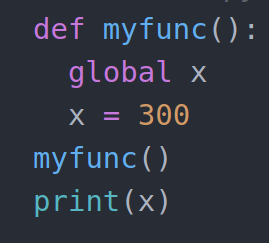 def myfunc():
  global x
  x = 300
myfunc()
print(x)